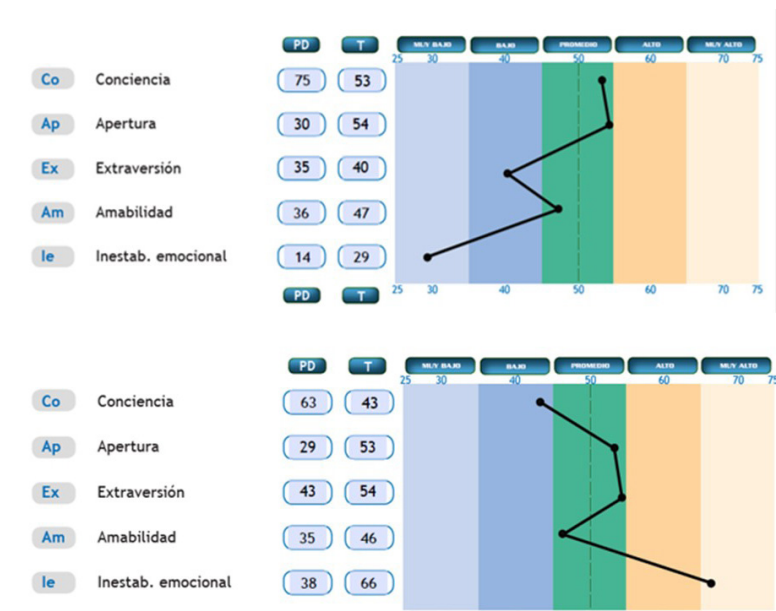 PD T MUY BAJO BAJO PROMEDIO ALTO MUY ALTO
25 30 40 50 60 70 75
Co Conciencia 75 53
Ap Apertura 30 54
Ex Extraversión 35 40
Am Amabilidad 36 47
Ie Inestab. emocional 14 29
PD T 25 30 40 50 60 70 75
PD T MUY BAJO BAJO PROMEDIO ALTO MUY ALTO
25 30 40 50 60 70 75
Co Conciencia 63 43
Ap Apertura 29 53
Ex Extraversión 43 54
Am Amabilidad 35 46
Ie Inestab. emocional 38 66